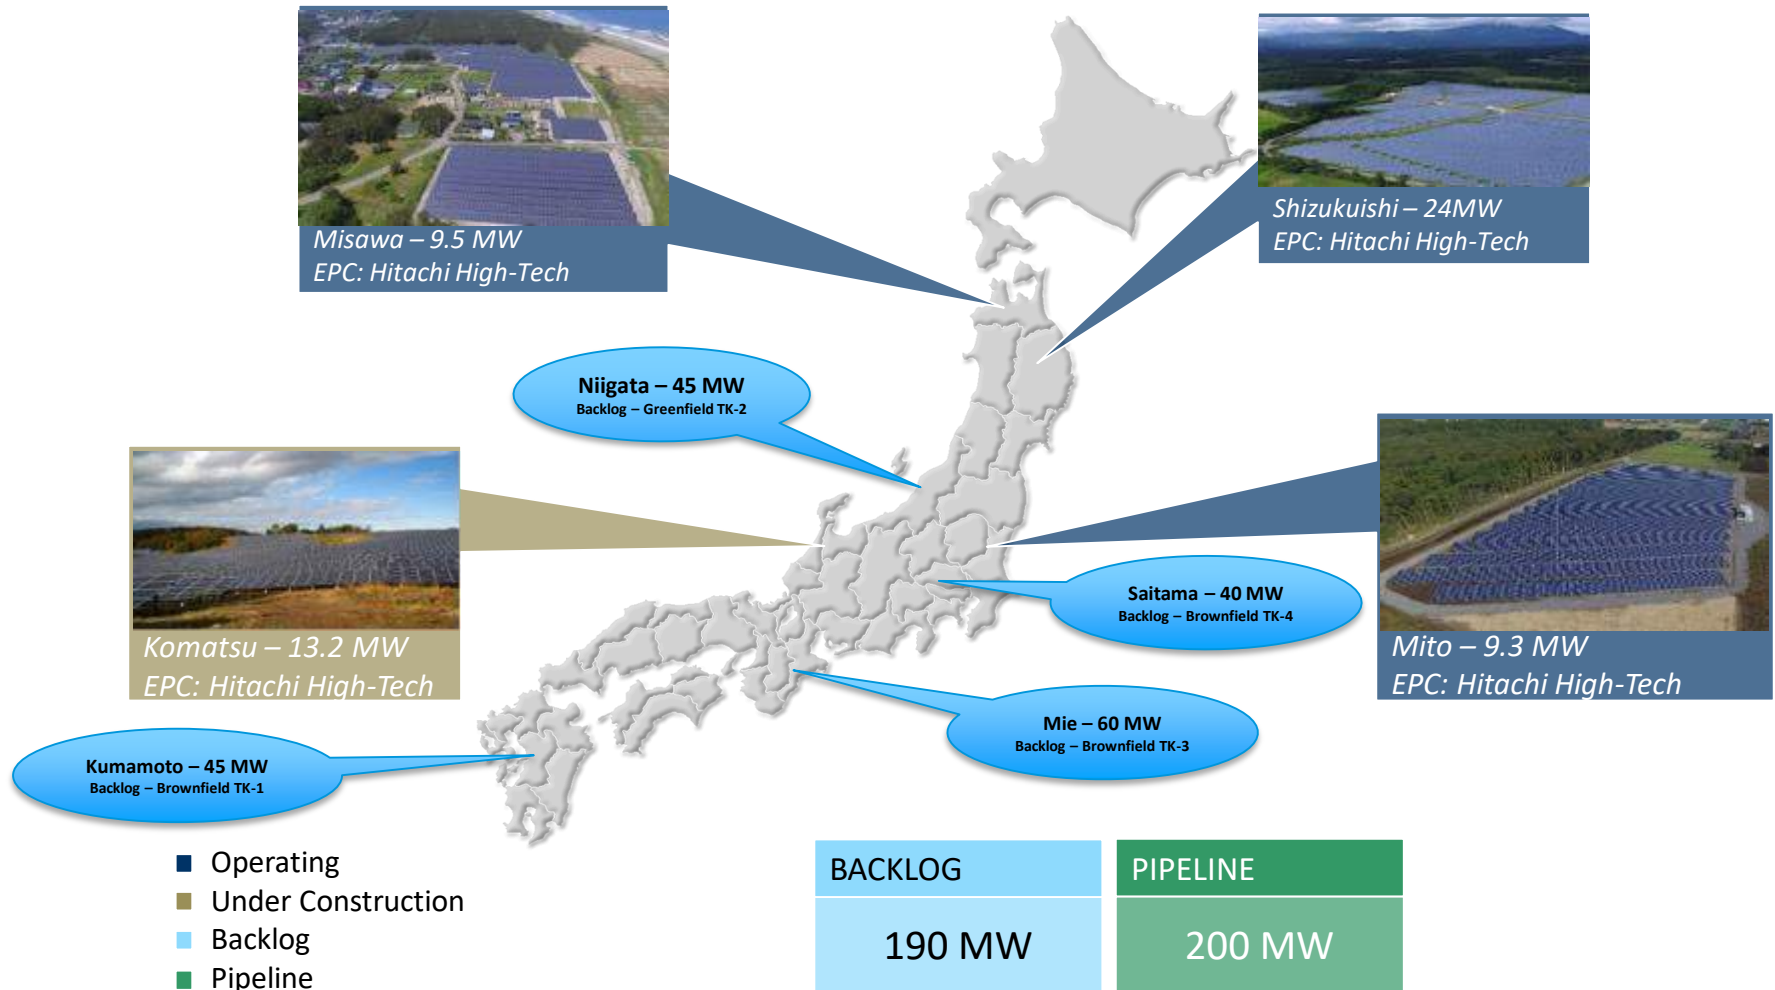 Misawa – 9.5 MW
EPC: Hitachi High-Tech
Shizukuishi – 24MW
EPC: Hitachi High-Tech
Niigata – 45 MW
Backlog – Greenfield TK-2
Komatsu – 13.2 MW
EPC: Hitachi High-Tech
Saitama – 40 MW
Backlog – Brownfield TK-4
Mito – 9.3 MW
EPC: Hitachi High-Tech
Mie – 60 MW
Backlog – Brownfield TK-3
Kumamoto – 45 MW
Backlog – Brownfield TK-1
Operating
Under Construction
Backlog
Pipeline
BACKLOG
190 MW
PIPELINE
200 MW